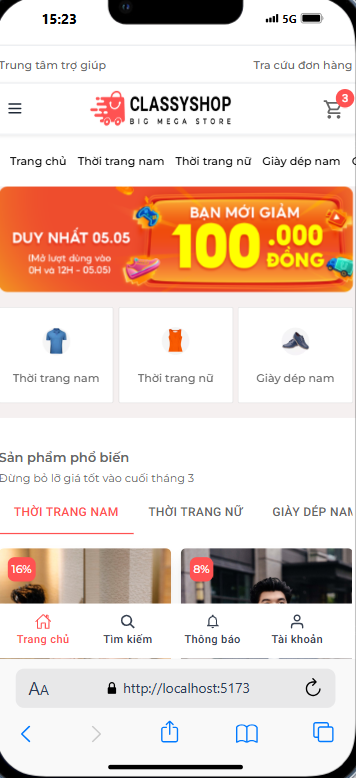 15:23 5G
Trung tâm trợ giúp Tra cứu đơn hàng
CLASSYSHOP 3
BIG MEGA STORE
Trang chủ Thời trang nam Thời trang nữ Giày dép nam
BẠN MỚI GIẢM
DUY NHẤT 05.05
100.000
ĐỒNG
(Mở lượt dùng vào
0H và 12H - 05.05)
Thời trang nam Thời trang nữ Giày dép nam
Sản phẩm phổ biến
Đừng bỏ lỡ giá tốt vào cuối tháng 3
THỜI TRANG NAM THỜI TRANG NỮ GIÀY DÉP NAM
16% 8%
Trang chủ Tìm kiếm Thông báo Tài khoản
AA http://localhost:5173